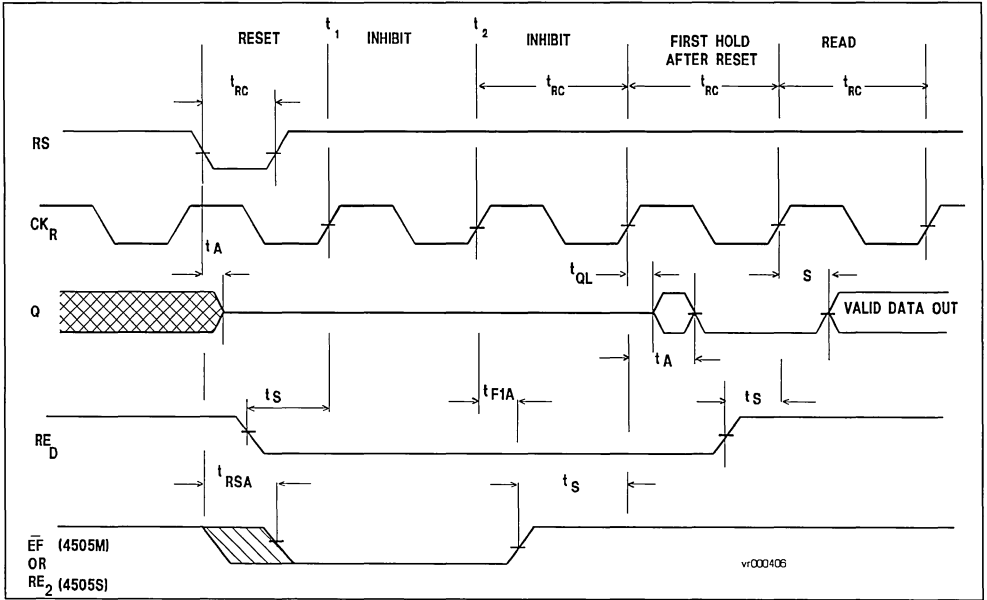 t1 t2
RESET INHIBIT INHIBIT FIRST HOLD AFTER RESET READ
tRC tRC tRC tRC
RS
CKR
tA
tQL
S
Q
VALID DATA OUT
tA
tS
tF1A
tS
RED
tRSA
tS
EF (4505M)
OR
RE2 (4505S)
vr000406